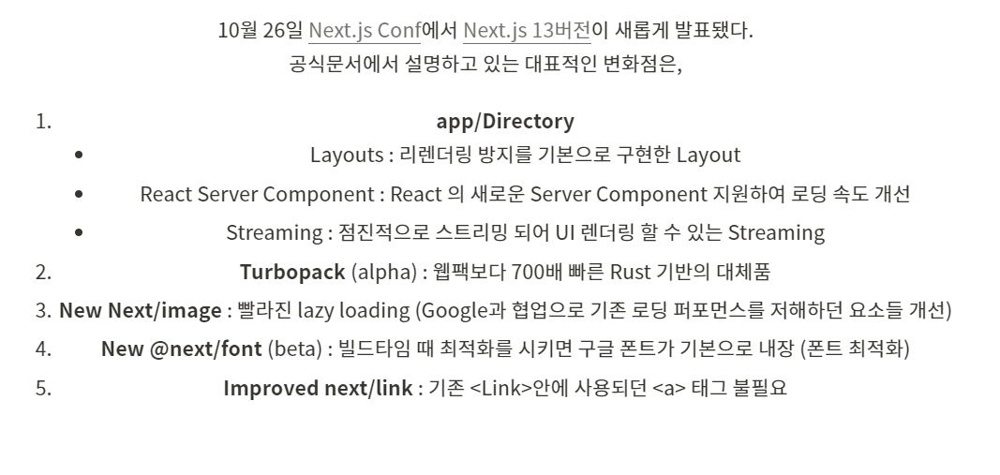 10월 26일 Next.js Conf에서 Next.js 13버전이 새롭게 발표됐다.
공식문서에서 설명하고 있는 대표적인 변화점은,
1. app/Directory
• Layouts : 리렌더링 방지를 기본으로 구현한 Layout
• React Server Component : React 의 새로운 Server Component 지원하여 로딩 속도 개선
• Streaming : 점진적으로 스트리밍 되어 UI 렌더링 할 수 있는 Streaming
2. Turbopack (alpha) : 웹팩보다 700배 빠른 Rust 기반의 대체품
3. New Next/image : 빨라진 lazy loading (Google과 협업으로 기존 로딩 퍼포먼스를 저해하던 요소들 개선)
4. New @next/font (beta) : 빌드타임 때 최적화를 시키면 구글 폰트가 기본으로 내장 (폰트 최적화)
5. Improved next/link : 기존 <Link>안에 사용되던 <a> 태그 불필요